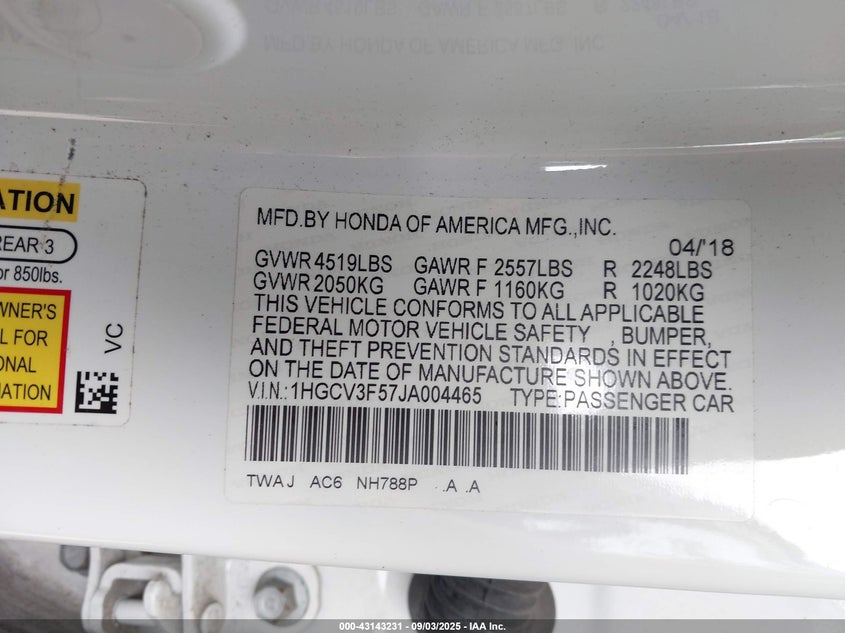 MFD.BY HONDA OF AMERICA MFG.,INC.
04/'18
GVWR 4519LBS GAWR F 2557LBS R 2248LBS
GVWR 2050KG GAWR F 1160KG R 1020KG
THIS VEHICLE CONFORMS TO ALL APPLICABLE
FEDERAL MOTOR VEHICLE SAFETY , BUMPER,
AND THEFT PREVENTION STANDARDS IN EFFECT
ON THE DATE OF MANUFACTURE SHOWN ABOVE.
V.I.N.:1HGCV3F57JA004465 TYPE:PASSENGER CAR
TWAJ AC6 NH788P .A .A
ATION
REAR 3
or 850lbs.
OWNER'S
L FOR
ONAL
MATION
VC
000-43143231 - 09/03/2025 - IAA Inc.